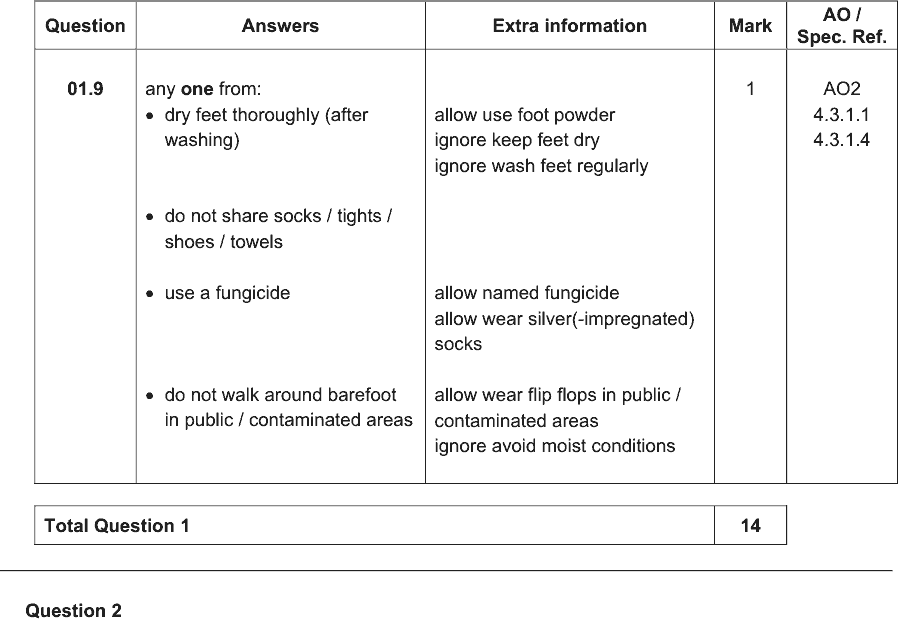 Question Answers Extra information Mark AO /
Spec. Ref.
01.9 any one from: 1 AO2
• dry feet thoroughly (after allow use foot powder 4.3.1.1
washing) ignore keep feet dry 4.3.1.4
ignore wash feet regularly
• do not share socks / tights /
shoes / towels
• use a fungicide allow named fungicide
allow wear silver(-impregnated)
socks
• do not walk around barefoot allow wear flip flops in public /
in public / contaminated areas contaminated areas
ignore avoid moist conditions
Total Question 1 14
Question 2